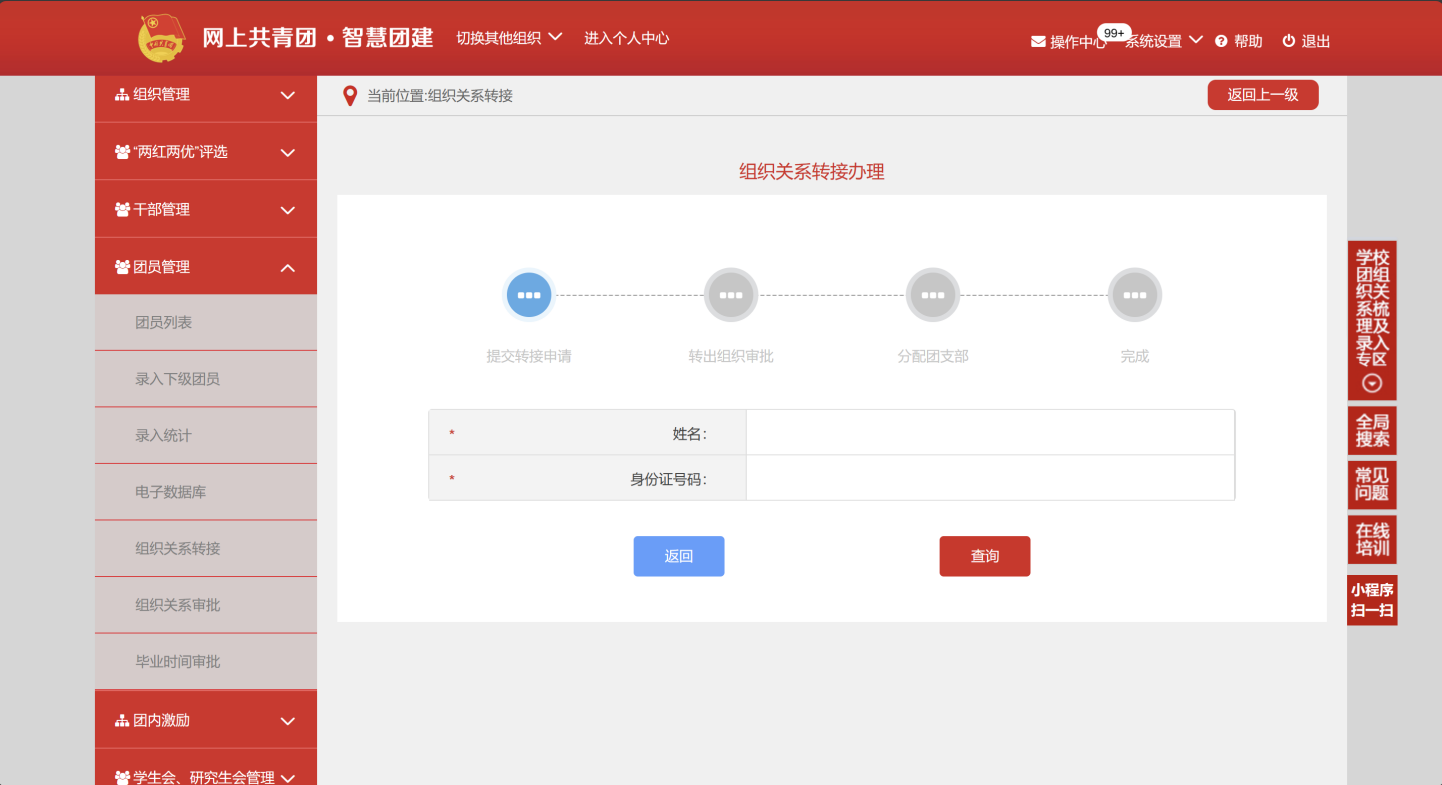 网上共青团·智慧团建
切换其他组织
进入个人中心
操作中心
99+
系统设置
帮助
退出
组织管理
“两红两优”评选
干部管理
团员管理
团员列表
录入下级团员
录入统计
电子数据库
组织关系转接
组织关系审批
毕业时间审批
团内激励
学生会、研究生会管理
当前位置:组织关系转接
返回上一级
组织关系转接办理
提交转接申请
转出组织审批
分配团支部
完成
* 姓名:
* 身份证号码:
返回
查询
学校
团组
织关
系梳
理及
录入
专区
全局
搜索
常见
问题
在线
培训
小程序
扫一扫